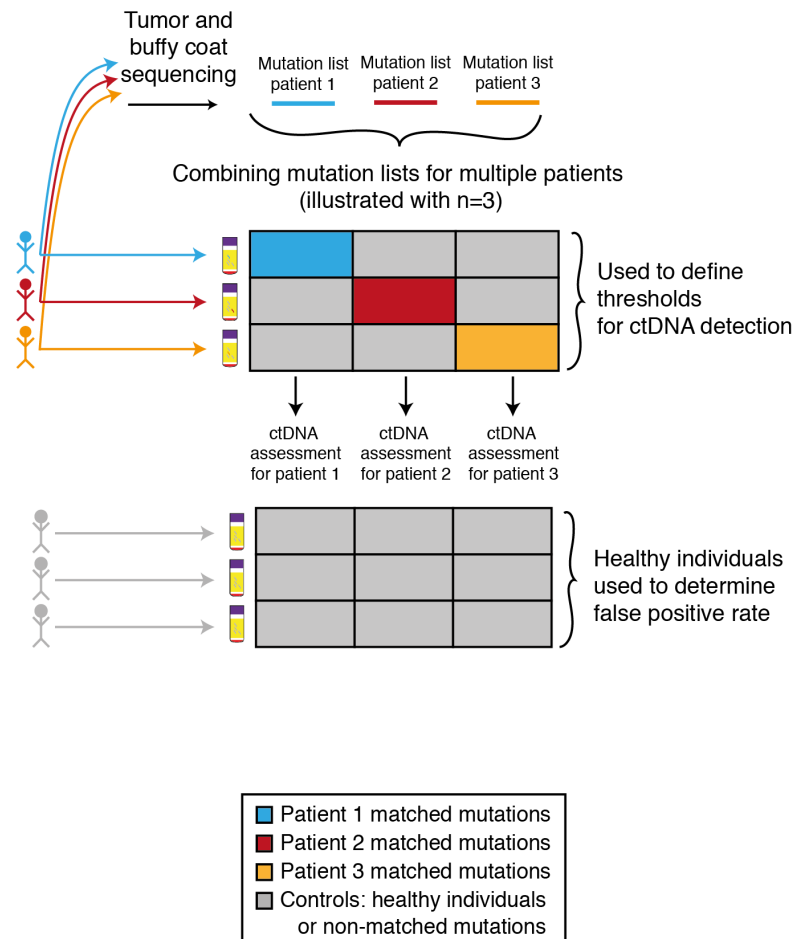 Tumor and
buffy coat
sequencing
Mutation list
patient 1
Mutation list
patient 2
Mutation list
patient 3
Combining mutation lists for multiple patients
(illustrated with n=3)
Used to define
thresholds
for ctDNA detection
ctDNA
assessment
for patient 1
ctDNA
assessment
for patient 2
ctDNA
assessment
for patient 3
Healthy individuals
used to determine
false positive rate
Patient 1 matched mutations
Patient 2 matched mutations
Patient 3 matched mutations
Controls: healthy individuals
or non-matched mutations